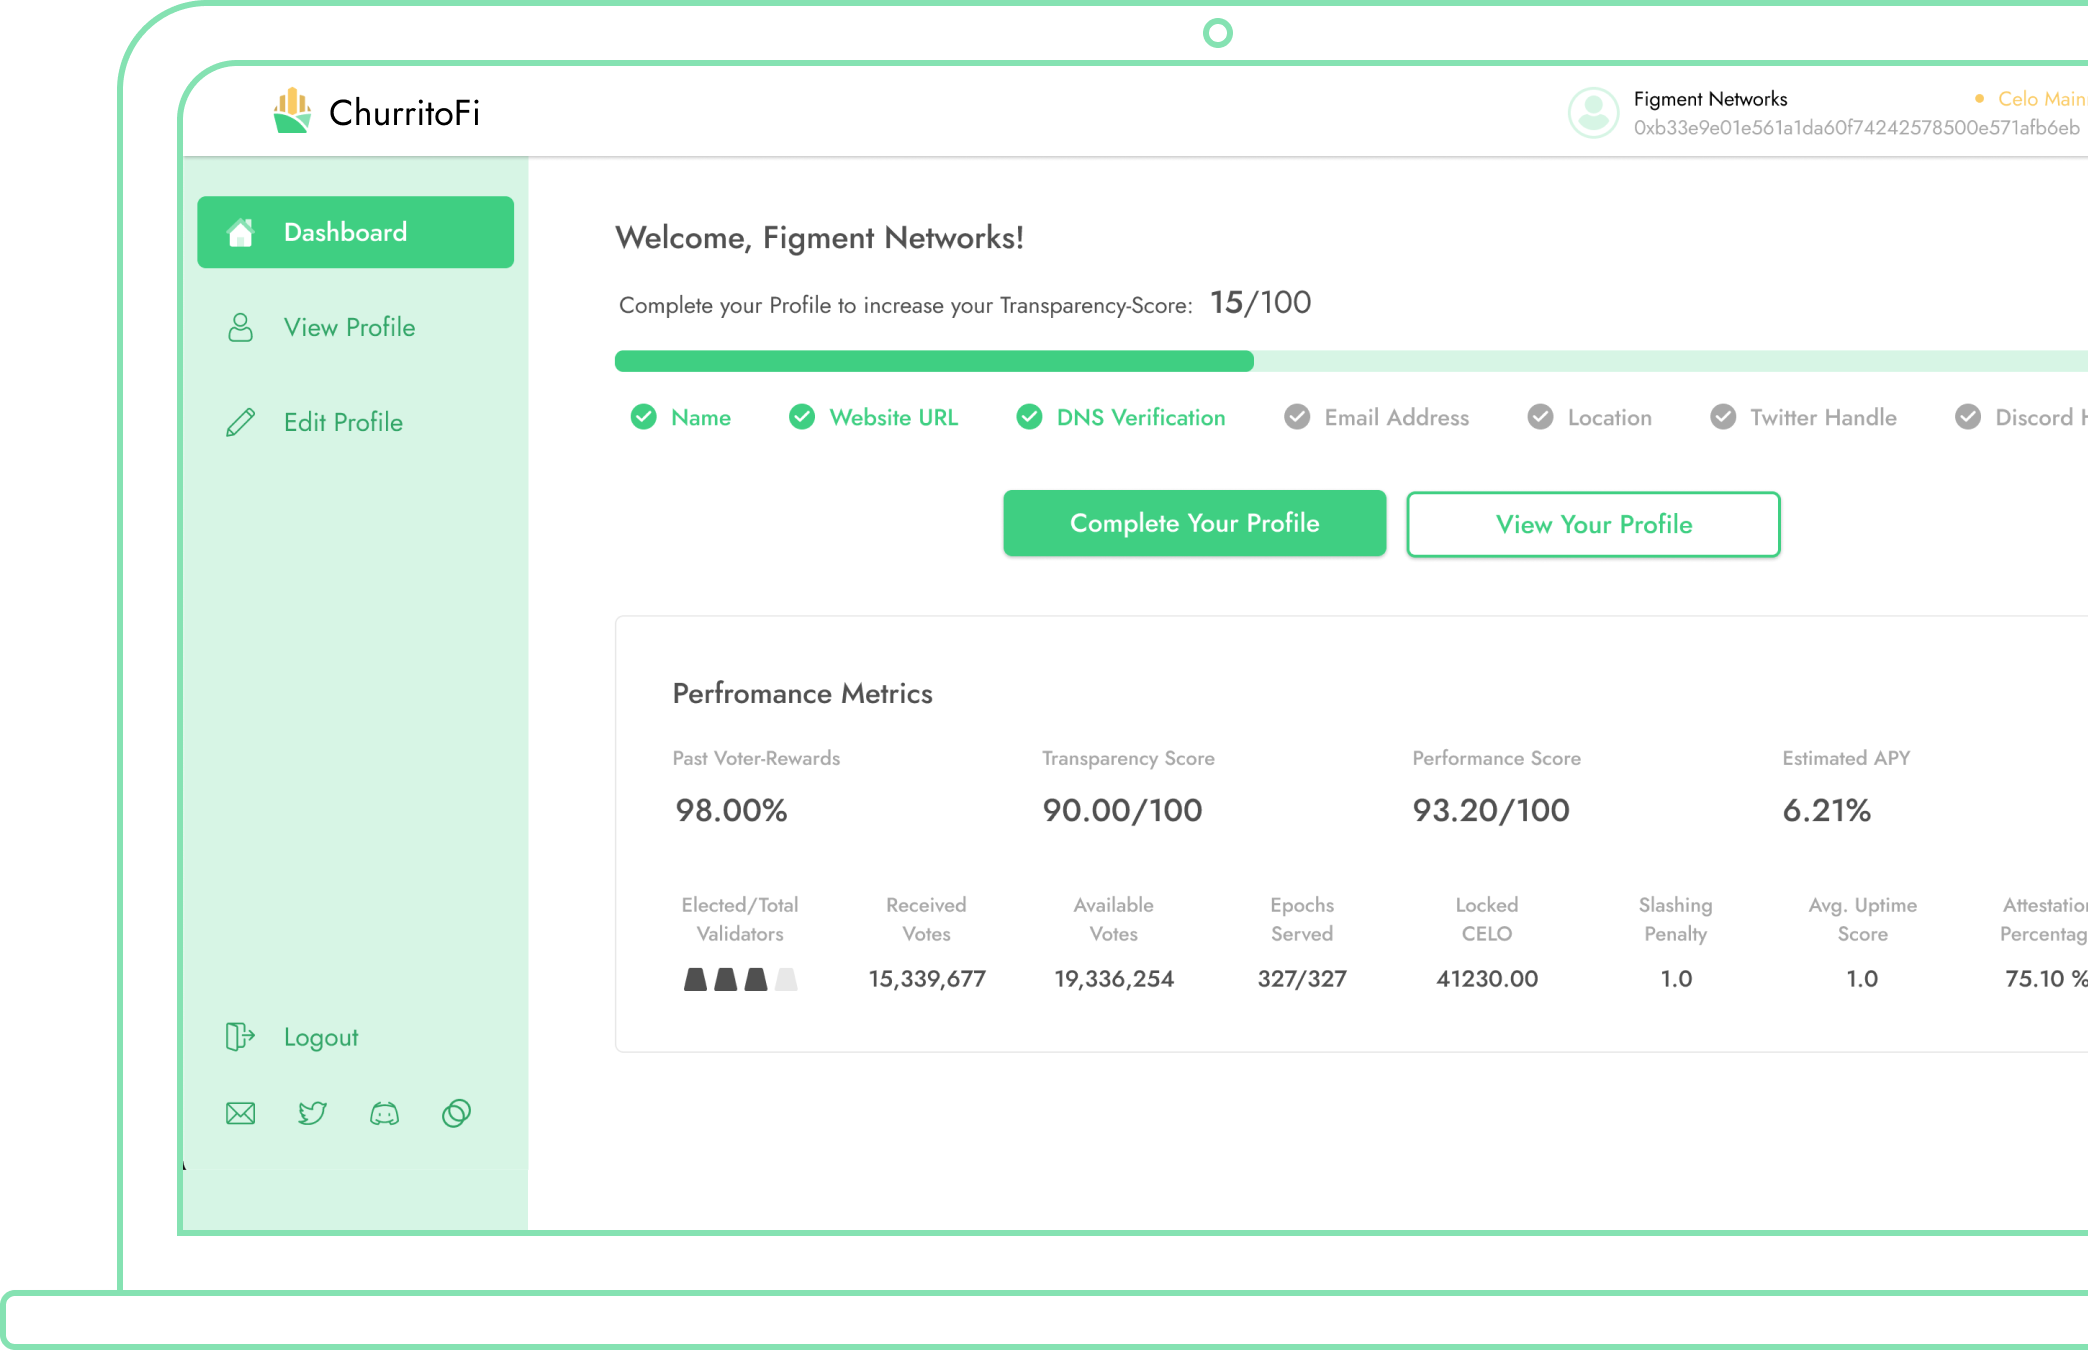 ChurritoFi
Figment Networks
Celo Main
0xb33e9e01e561a1da60f74242578500e571afb6eb
Dashboard
View Profile
Edit Profile
Logout
Welcome, Figment Networks!
Complete your Profile to increase your Transparency-Score: 15/100
Name Website URL DNS Verification Email Address Location Twitter Handle Discord H
Complete Your Profile View Your Profile
Perfromance Metrics
Past Voter-Rewards Transparency Score Performance Score Estimated APY
98.00% 90.00/100 93.20/100 6.21%
Elected/Total Received Available Epochs Locked Slashing Avg. Uptime Attestation
Validators Votes Votes Served CELO Penalty Score Percentag
15,339,677 19,336,254 327/327 41230.00 1.0 1.0 75.10 %